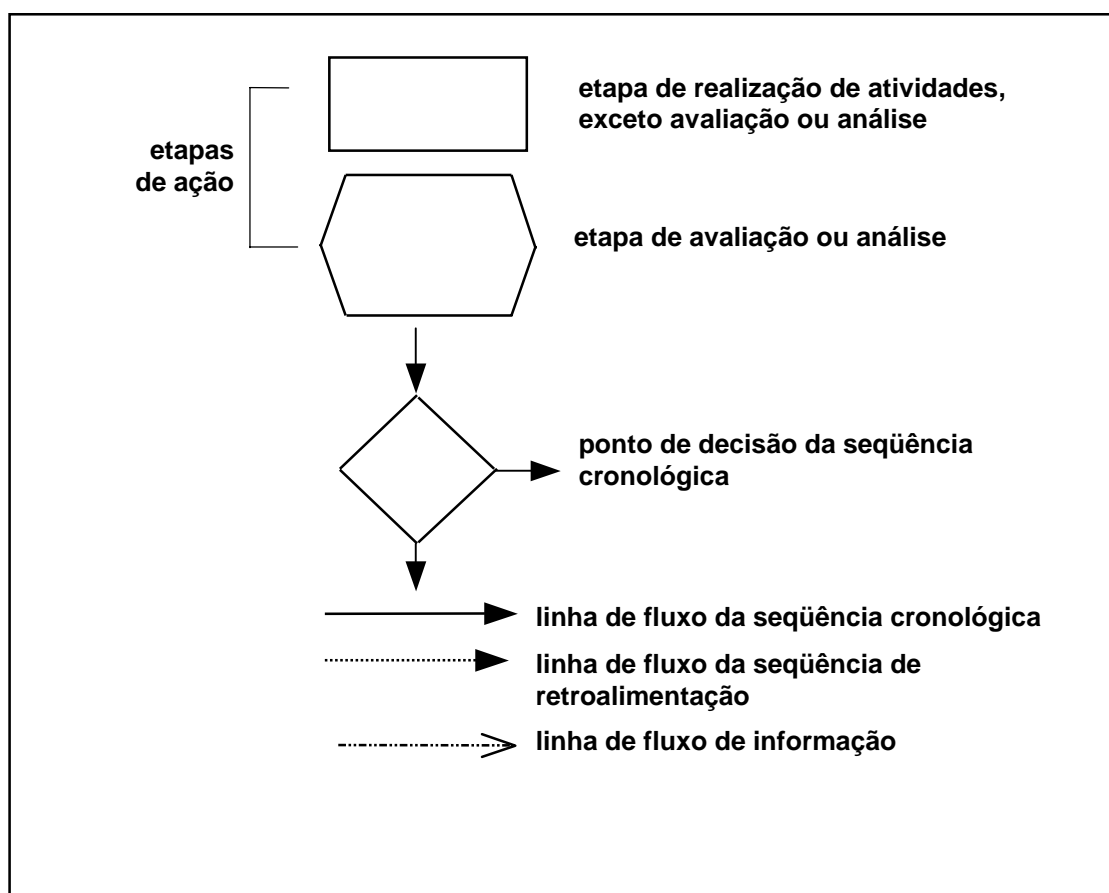 etapa de realização de atividades,
exceto avaliação ou análise
etapas
de ação
etapa de avaliação ou análise
ponto de decisão da seqüência
cronológica
linha de fluxo da seqüência cronológica
linha de fluxo da seqüência de
retroalimentação
linha de fluxo de informação